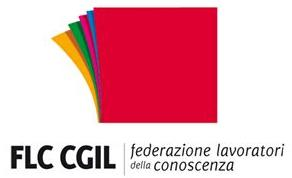 FLC CGIL
federazione lavoratori
della conoscenza